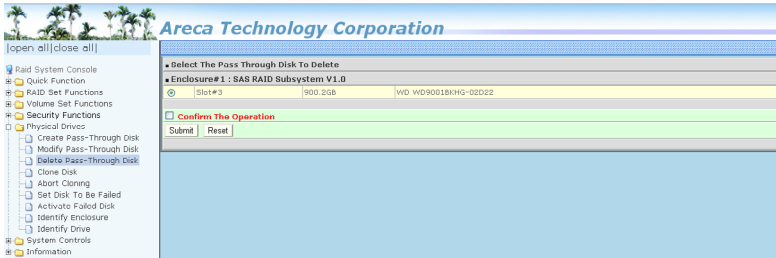 Areca Technology Corporation
|open all|close all|
Raid System Console
Quick Function
RAID Set Functions
Volume Set Functions
Security Functions
Physical Drives
Create Pass-Through Disk
Modify Pass-Through Disk
Delete Pass-Through Disk
Clone Disk
Abort Cloning
Set Disk To Be Failed
Activate Failed Disk
Identify Enclosure
Identify Drive
System Controls
Information
Select The Pass Through Disk To Delete
Enclosure#1 : SAS RAID Subsystem V1.0
Slot#3 900.2GB WD WD9001BKHG-02D22
Confirm The Operation
Submit Reset